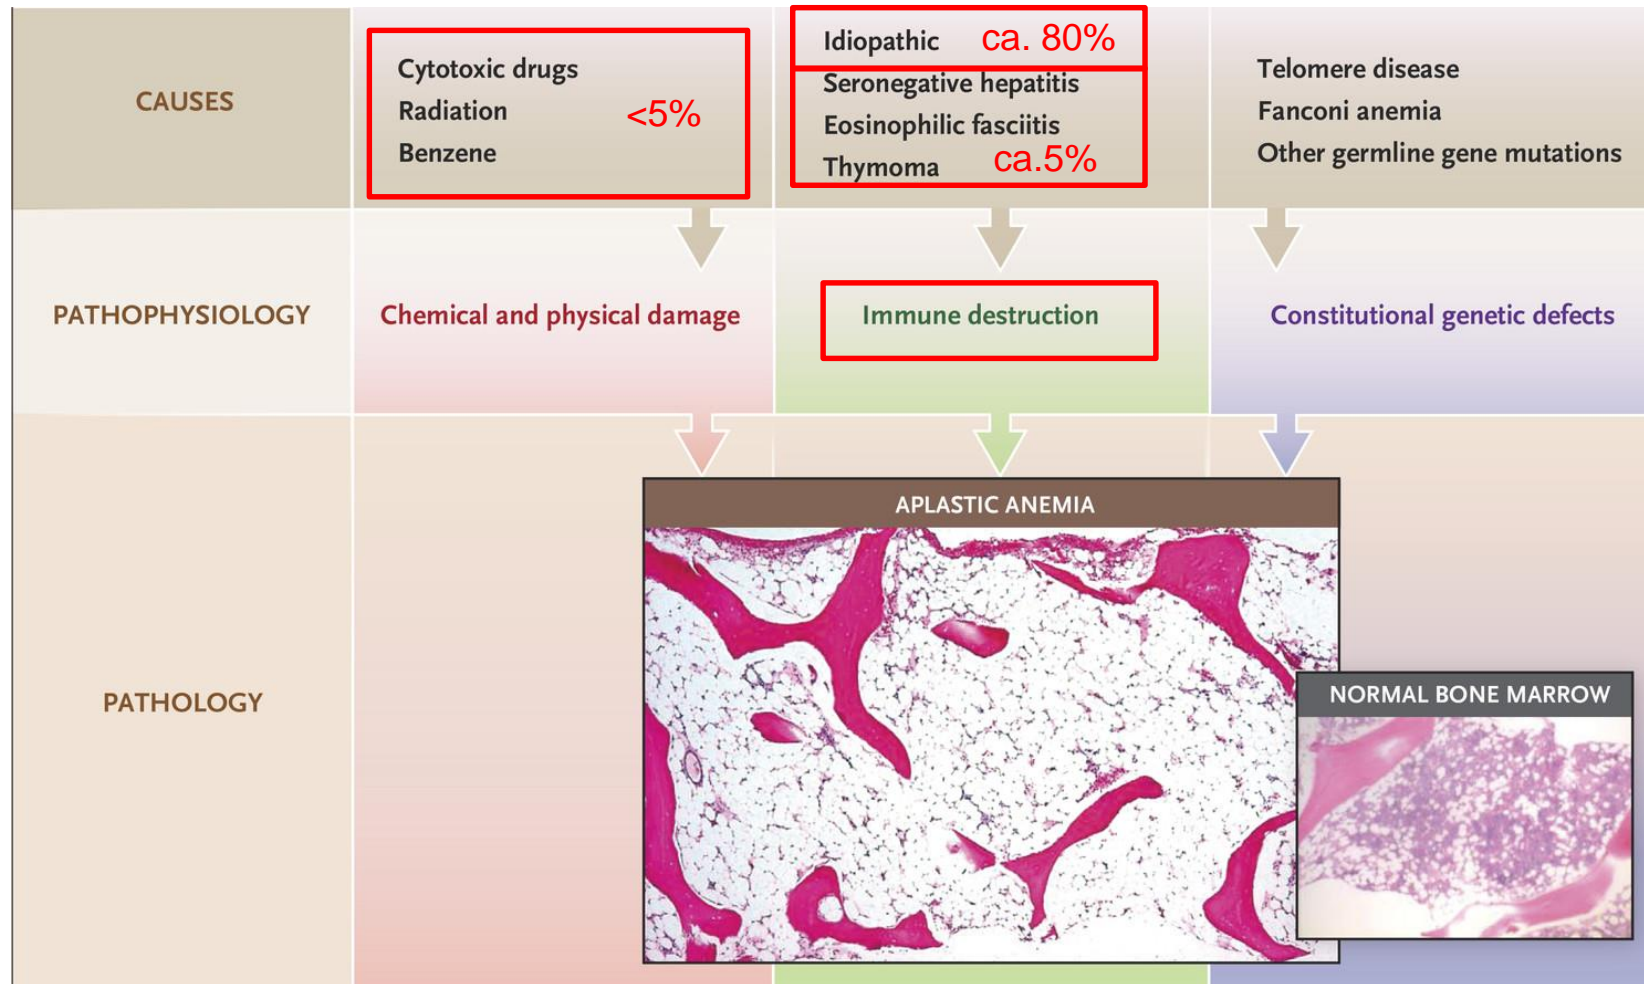 CAUSES
Cytotoxic drugs
Radiation
<5%
Benzene
Idiopathic ca. 80%
Seronegative hepatitis
Eosinophilic fasciitis
Thymoma ca.5%
Telomere disease
Fanconi anemia
Other germline gene mutations
PATHOPHYSIOLOGY
Chemical and physical damage
Immune destruction
Constitutional genetic defects
PATHOLOGY
APLASTIC ANEMIA
NORMAL BONE MARROW